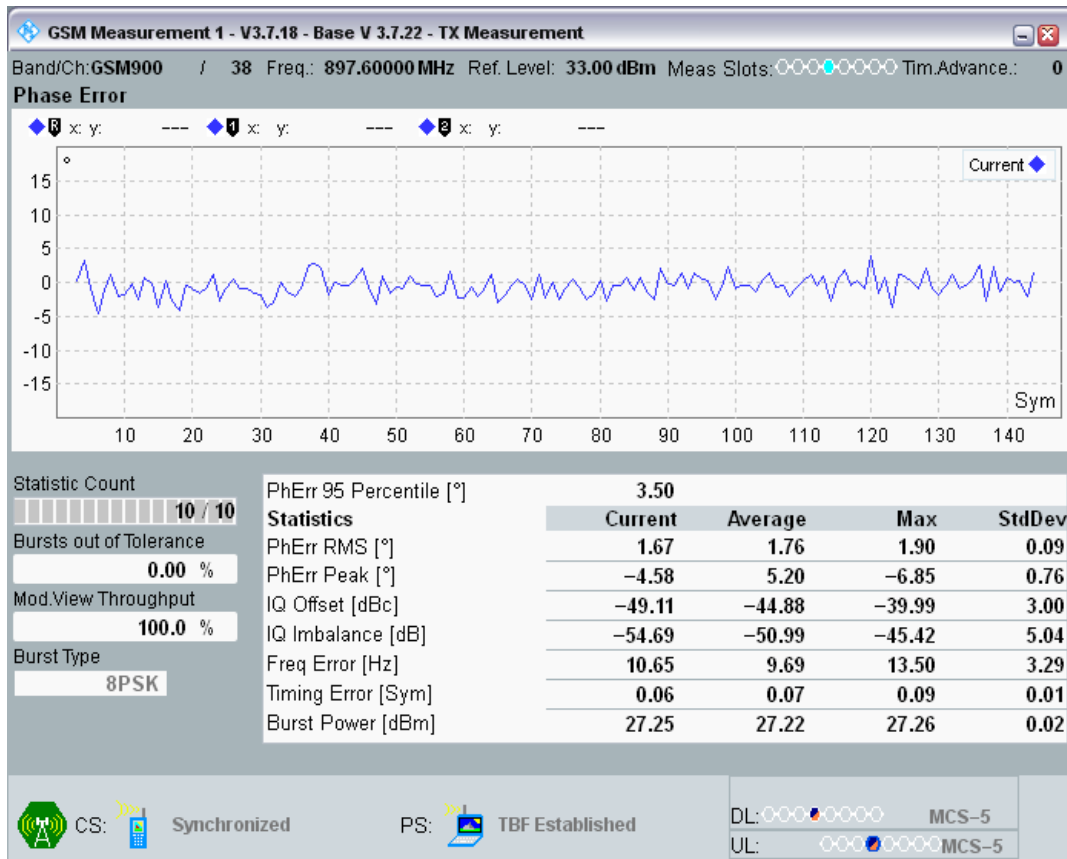 GSM Measurement 1 - V3.7.18 - Base V 3.7.22 - TX Measurement
Band/Ch:GSM900 / 38 Freq.: 897.60000 MHz Ref. Level: 33.00 dBm Meas Slots: Tim.Advance.: 0
Phase Error
R x: y: --- 1 x: y: --- 2 x: y: ---
° Current
15
10
5
0
-5
-10
-15
Sym
10 20 30 40 50 60 70 80 90 100 110 120 130 140
Statistic Count
10 / 10
Bursts out of Tolerance
0.00 %
Mod.View Throughput
100.0 %
Burst Type
8PSK
PhErr 95 Percentile [°] 3.50
Statistics Current Average Max StdDev
PhErr RMS [°] 1.67 1.76 1.90 0.09
PhErr Peak [°] −4.58 5.20 −6.85 0.76
IQ Offset [dBc] −49.11 −44.88 −39.99 3.00
IQ Imbalance [dB] −54.69 −50.99 −45.42 5.04
Freq Error [Hz] 10.65 9.69 13.50 3.29
Timing Error [Sym] 0.06 0.07 0.09 0.01
Burst Power [dBm] 27.25 27.22 27.26 0.02
CS: Synchronized PS: TBF Established
DL: MCS−5
UL: MCS−5